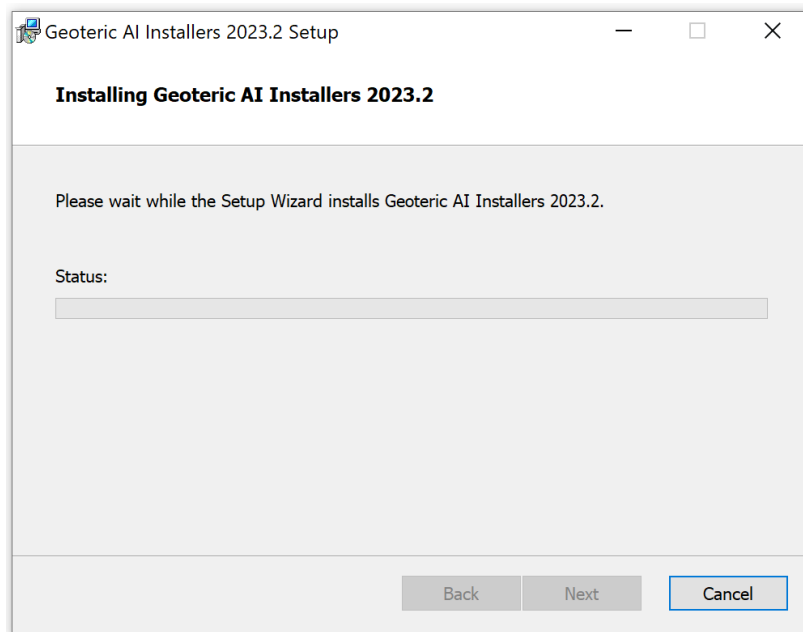 Geoteric AI Installers 2023.2 Setup
Installing Geoteric AI Installers 2023.2
Please wait while the Setup Wizard installs Geoteric AI Installers 2023.2.
Status:
Back Next Cancel